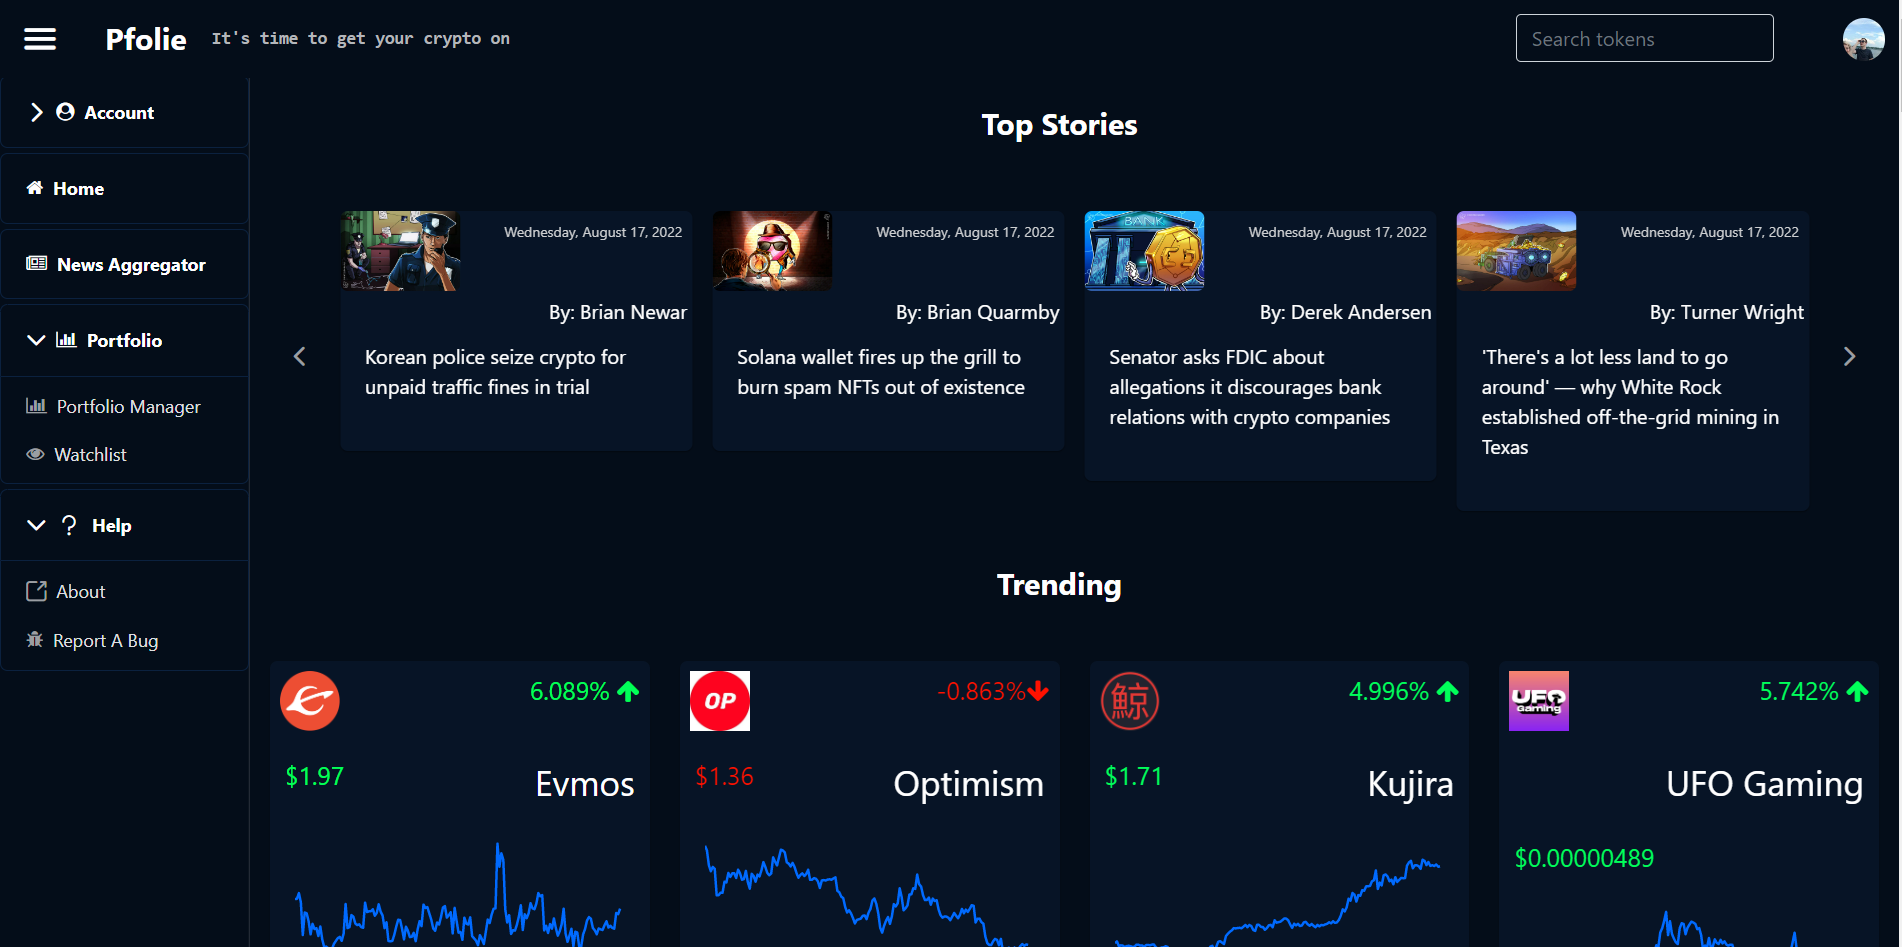 Pfolie
It's time to get your crypto on
Search tokens
Account
Home
News Aggregator
Portfolio
Portfolio Manager
Watchlist
Help
About
Report A Bug
Top Stories
Wednesday, August 17, 2022
By: Brian Newar
Korean police seize crypto for
unpaid traffic fines in trial
Wednesday, August 17, 2022
By: Brian Quarmby
Solana wallet fires up the grill to
burn spam NFTs out of existence
BANK
Wednesday, August 17, 2022
By: Derek Andersen
Senator asks FDIC about
allegations it discourages bank
relations with crypto companies
Wednesday, August 17, 2022
By: Turner Wright
'There's a lot less land to go
around' — why White Rock
established off-the-grid mining in
Texas
Trending
6.089%
$1.97
Evmos
OP
-0.863%
$1.36
Optimism
鯨
4.996%
$1.71
Kujira
UFO
Gaming
5.742%
UFO Gaming
$0.00000489